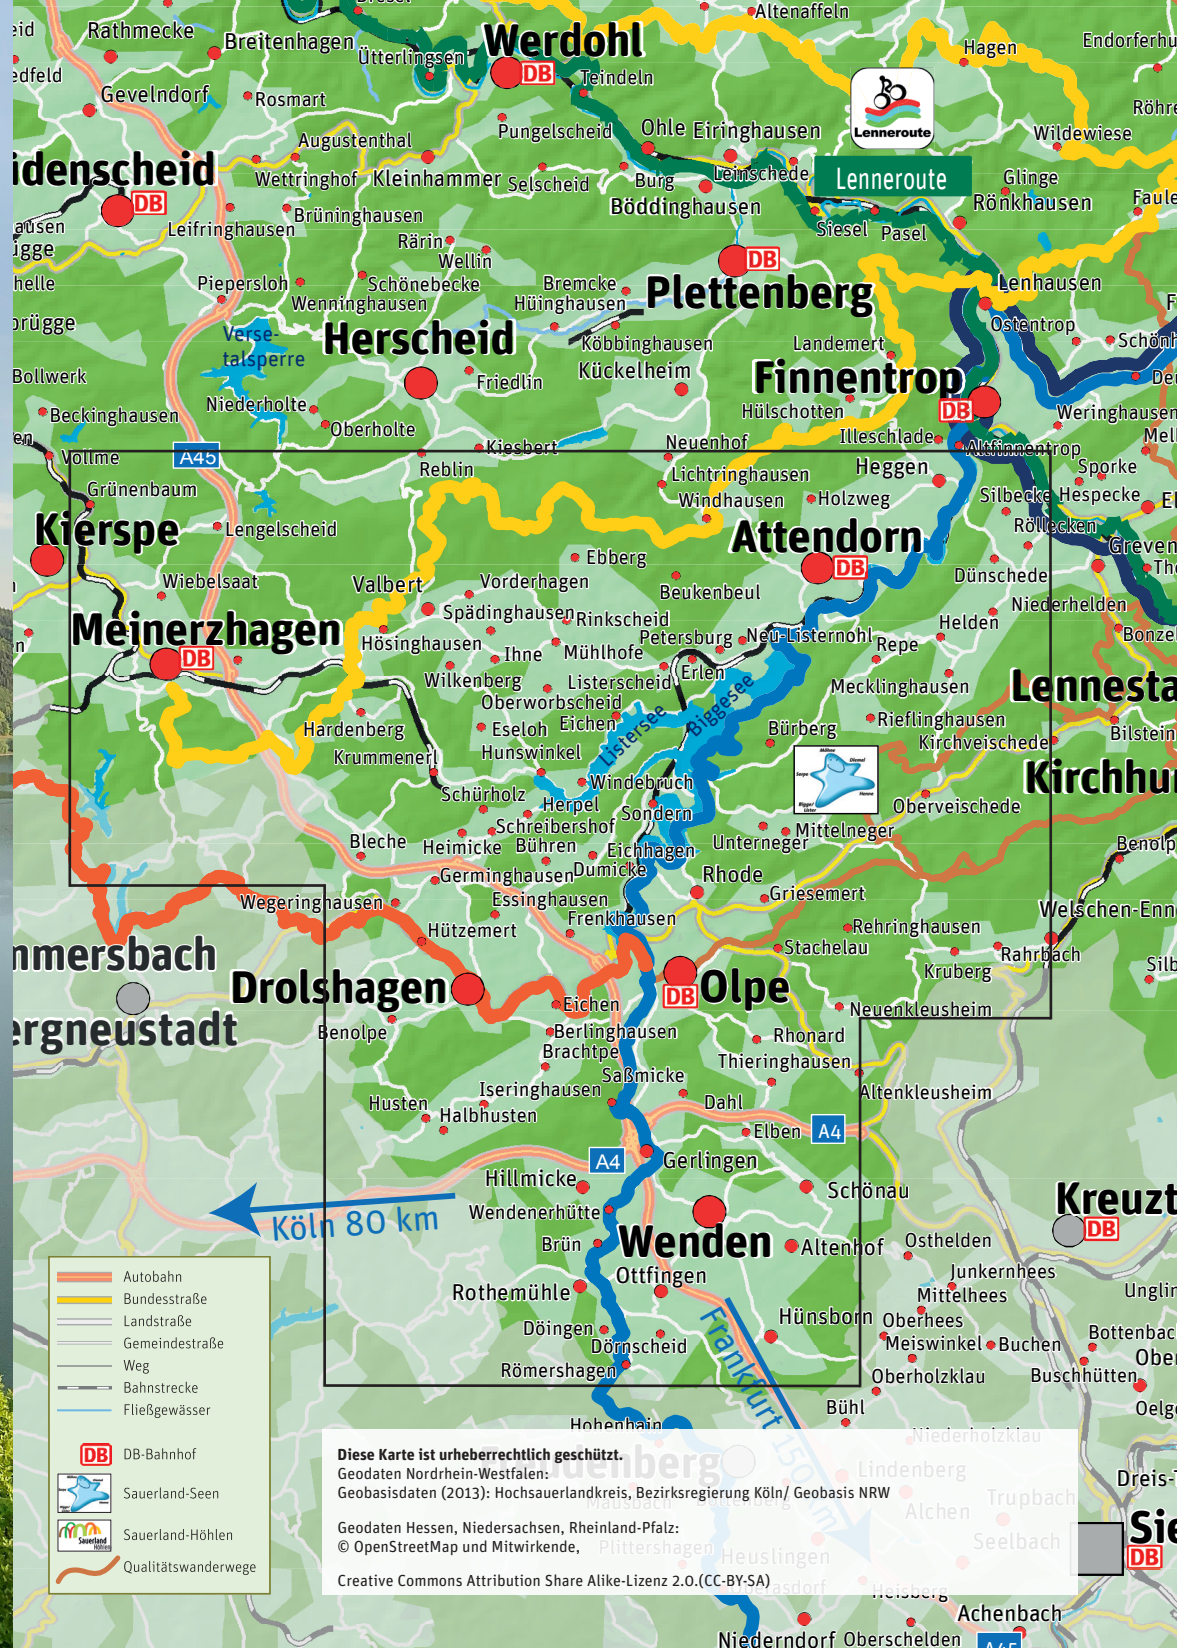 Rathmecke
Breitenhagen
Ütterlingsen
Werdohl
DB
Teindeln
Altenaffeln
Hagen
Gevelndorf
Rosmart
Augustenthal
Pungelscheid
Ohle
Eiringhausen
Lenneroute
Wildewiese
Wettringhof
Kleinhammer
Selscheid
Burg
Leinschede
Lenneroute
Glinge
Rönkhausen
DB
Leifringhausen
Brüninghausen
Böddinghausen
Siesel
Pasel
Rärin
Wellin
DB
Piepersloh
Schönebecke
Wenninghausen
Bremcke
Hüinghausen
Plettenberg
Lenhausen
Ostentrop
Verse-
talsperre
Herscheid
Köbbinghausen
Landemert
Kückelheim
Friedlin
Finnentrop
DB
Bollwerk
Beckinghausen
Niederholte
Oberholte
Hülschotten
Weringhausen
Vollme
A45
Kiesbert
Neuenhof
Illeschlade
Altfinnentrop
Reblin
Lichtringhausen
Heggen
Sporke
Grünenbaum
Windhausen
Holzweg
Silbecke
Hespecke
Kierspe
Lengelscheid
Attendorn
DB
Röllecken
Ebberg
Wiebelsaat
Valbert
Vorderhagen
Beukenbeul
Dünschede
Spädinghausen
Rinkscheid
Niederhelden
Meinerzhagen
DB
Hösinghausen
Petersburg
Neu-Listernohl
Helden
Ihne
Mühlhofe
Repe
Wilkenberg
Listerscheid
Erlen
Mecklinghausen
Oberworbscheid
Hardenberg
Eseloh
Eichen
Listersee
Biggesee
Bürberg
Rieflinghausen
Kirchveischede
Bilstein
Krummenerl
Hunswinkel
Windebruch
Schürholz
Herpel
Sondern
Oberveischede
Schreibershof
Mittelneger
Bleche
Heimicke
Bühren
Eichhagen
Unterneger
Germinghausen
Dumicke
Rhode
Griesemert
Wegeringhausen
Essinghausen
Frenkhausen
Hützemert
Rehringhausen
Stachelau
Rahrbach
Kruberg
Drolshagen
DB
Olpe
Eichen
Benolpe
Berlinghausen
Neuenkleusheim
Brachtpe
Rhonard
Thieringhausen
Iseringhausen
Saßmicke
Altenkleusheim
Husten
Halbhusten
Dahl
Elben
A4
A4
Gerlingen
Hillmicke
Schönau
Köln 80 km
Wendenerhütte
Brün
Wenden
Altenhof
DB
Osthelden
Ottfingen
Junkernhees
Rothemühle
Mittelhees
Hünsborn
Oberhees
Döingen
Meiswinkel
Buchen
Dörnscheid
Römershagen
Oberholzklau
Buschhütten
Frankfurt 150 km
Bühl
Hohenhain
Niederholzklau
Autobahn
Bundesstraße
Landstraße
Gemeindestraße
Weg
Bahnstrecke
Fließgewässer
DB
DB-Bahnhof
Sauerland-Seen
Sauerland-Höhlen
Qualitätswanderwege
Diese Karte ist urheberrechtlich geschützt.
Geodaten Nordrhein-Westfalen:
Geobasisdaten (2013): Hochsauerlandkreis, Bezirksregierung Köln/ Geobasis NRW
Geodaten Hessen, Niedersachsen, Rheinland-Pfalz:
© OpenStreetMap und Mitwirkende,
Creative Commons Attribution Share Alike-Lizenz 2.0.(CC-BY-SA)
Lindenberg
Alchen
Trupbach
Seelbach
Heuslingen
Plittershagen
Heisberg
DB
Achenbach
Niederndorf
Oberschelden